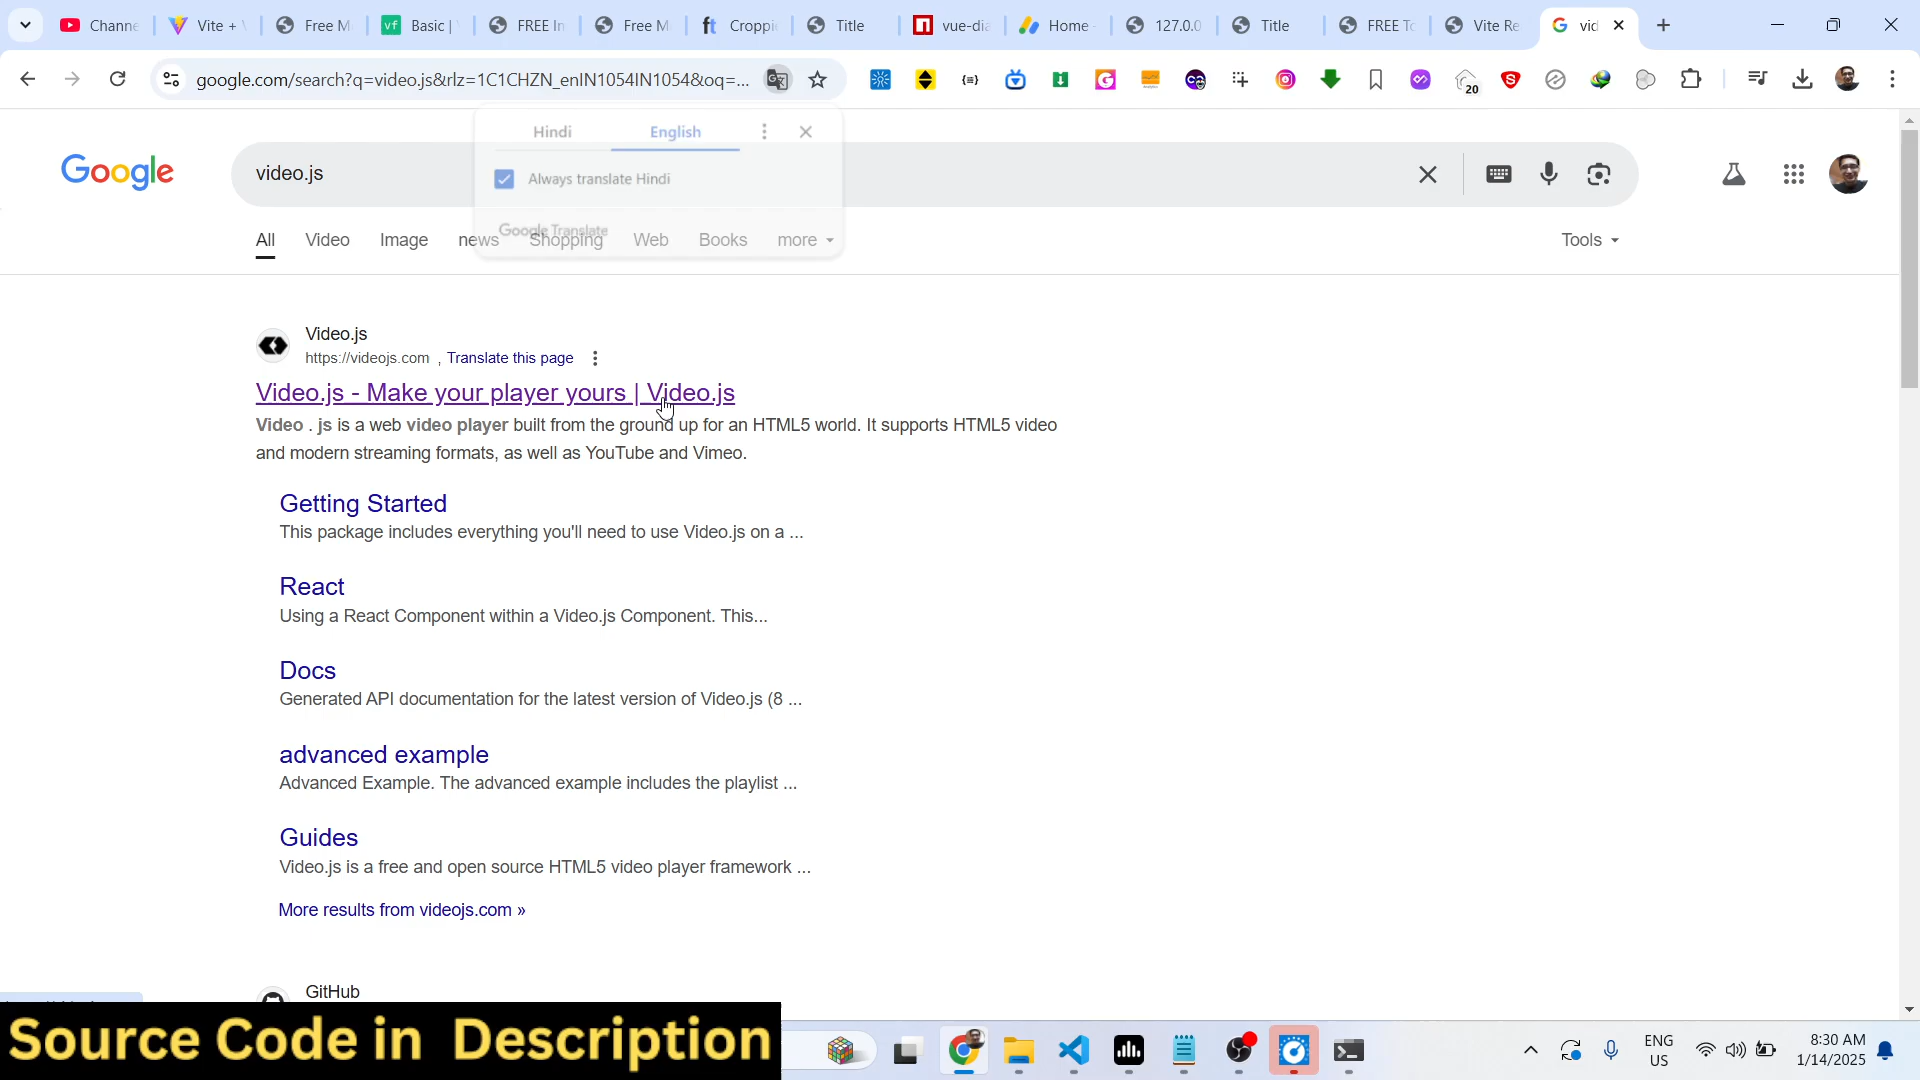 Channe
Vite + V
Free M
Basic |
FREE In
Free M
Croppi
Title
vue-dia
Home -
127.0.0
Title
FREE To
Vite Re
vid
google.com/search?q=video.js&rlz=1C1CHZN_enIN1054IN1054&oq=...
20
Hindi
English
Always translate Hindi
Google Translate
Google
video.js
All
Video
Image
news
Shopping
Web
Books
more
Tools
Video.js
https://videojs.com , Translate this page
Video.js - Make your player yours | Video.js
Video . js is a web video player built from the ground up for an HTML5 world. It supports HTML5 video
and modern streaming formats, as well as YouTube and Vimeo.
Getting Started
This package includes everything you'll need to use Video.js on a ...
React
Using a React Component within a Video.js Component. This...
Docs
Generated API documentation for the latest version of Video.js (8 ...
advanced example
Advanced Example. The advanced example includes the playlist ...
Guides
Video.js is a free and open source HTML5 video player framework ...
More results from videojs.com »
GitHub
Source Code in Description
ENG
US
8:30 AM
1/14/2025